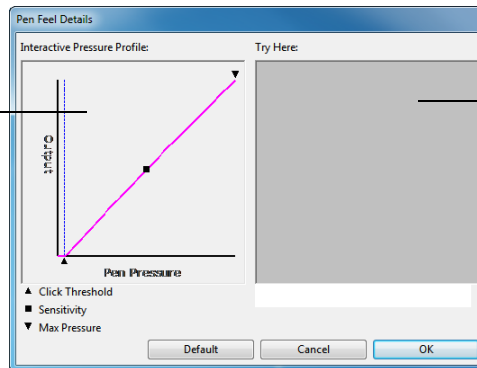 Pen Feel Details
Interactive Pressure Profile:
Try Here:
Output
Pen Pressure
Click Threshold
Sensitivity
Max Pressure
Default
Cancel
OK